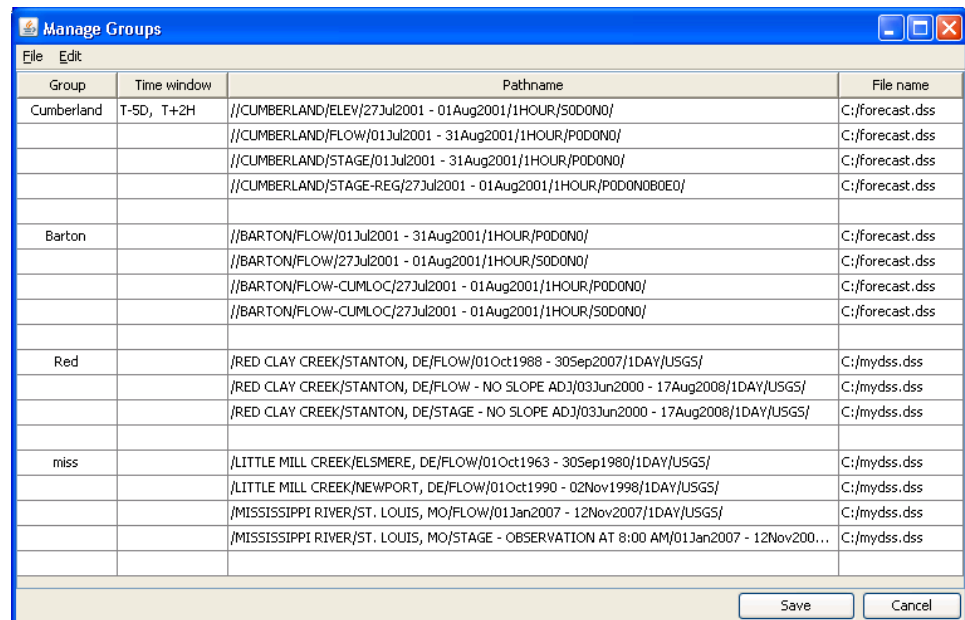 Manage Groups
File Edit
Group Time window Pathname File name
Cumberland T-5D, T+2H //CUMBERLAND/ELEV/27Jul2001 - 01Aug2001/1HOUR/S0D0N0/ C:/forecast.dss
//CUMBERLAND/FLOW/01Jul2001 - 31Aug2001/1HOUR/P0D0N0/ C:/forecast.dss
//CUMBERLAND/STAGE/01Jul2001 - 31Aug2001/1HOUR/P0D0N0/ C:/forecast.dss
//CUMBERLAND/STAGE-REG/27Jul2001 - 01Aug2001/1HOUR/P0D0N0B0E0/ C:/forecast.dss
Barton //BARTON/FLOW/01Jul2001 - 31Aug2001/1HOUR/P0D0N0/ C:/forecast.dss
//BARTON/FLOW/27Jul2001 - 01Aug2001/1HOUR/S0D0N0/ C:/forecast.dss
//BARTON/FLOW-CUMLOC/27Jul2001 - 01Aug2001/1HOUR/P0D0N0/ C:/forecast.dss
//BARTON/FLOW-CUMLOC/27Jul2001 - 01Aug2001/1HOUR/S0D0N0/ C:/forecast.dss
Red /RED CLAY CREEK/STANTON, DE/FLOW/01Oct1988 - 30Sep2007/1DAY/USGS/ C:/mydss.dss
/RED CLAY CREEK/STANTON, DE/FLOW - NO SLOPE ADJ/03Jun2000 - 17Aug2008/1DAY/USGS/ C:/mydss.dss
/RED CLAY CREEK/STANTON, DE/STAGE - NO SLOPE ADJ/03Jun2000 - 17Aug2008/1DAY/USGS/ C:/mydss.dss
miss /LITTLE MILL CREEK/ELSMERE, DE/FLOW/01Oct1963 - 30Sep1980/1DAY/USGS/ C:/mydss.dss
/LITTLE MILL CREEK/NEWPORT, DE/FLOW/01Oct1990 - 02Nov1998/1DAY/USGS/ C:/mydss.dss
/MISSISSIPPI RIVER/ST. LOUIS, MO/FLOW/01Jan2007 - 12Nov2007/1DAY/USGS/ C:/mydss.dss
/MISSISSIPPI RIVER/ST. LOUIS, MO/STAGE - OBSERVATION AT 8:00 AM/01Jan2007 - 12Nov200... C:/mydss.dss
Save Cancel